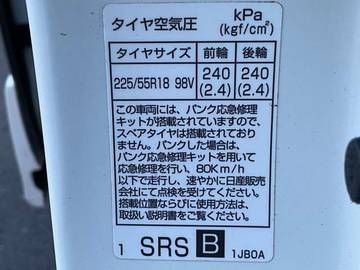 タイヤ空気圧 kPa (kgf/cm²)
タイヤサイズ 前輪 後輪
225/55R18 98V 240 (2.4) 240 (2.4)
この車両には、パンク応急修理
キットが搭載されていますので、
スペアタイヤは搭載されており
ません。パンクした場合は、
パンク応急修理キットを用いて
応急修理を行い、80Km/h
以下で走行し、速やかに日産販売
会社にて点検を受けてください。
搭載位置ならびに使用方法は、
取扱い説明書をご覧ください。
1 SRS B 1JB0A